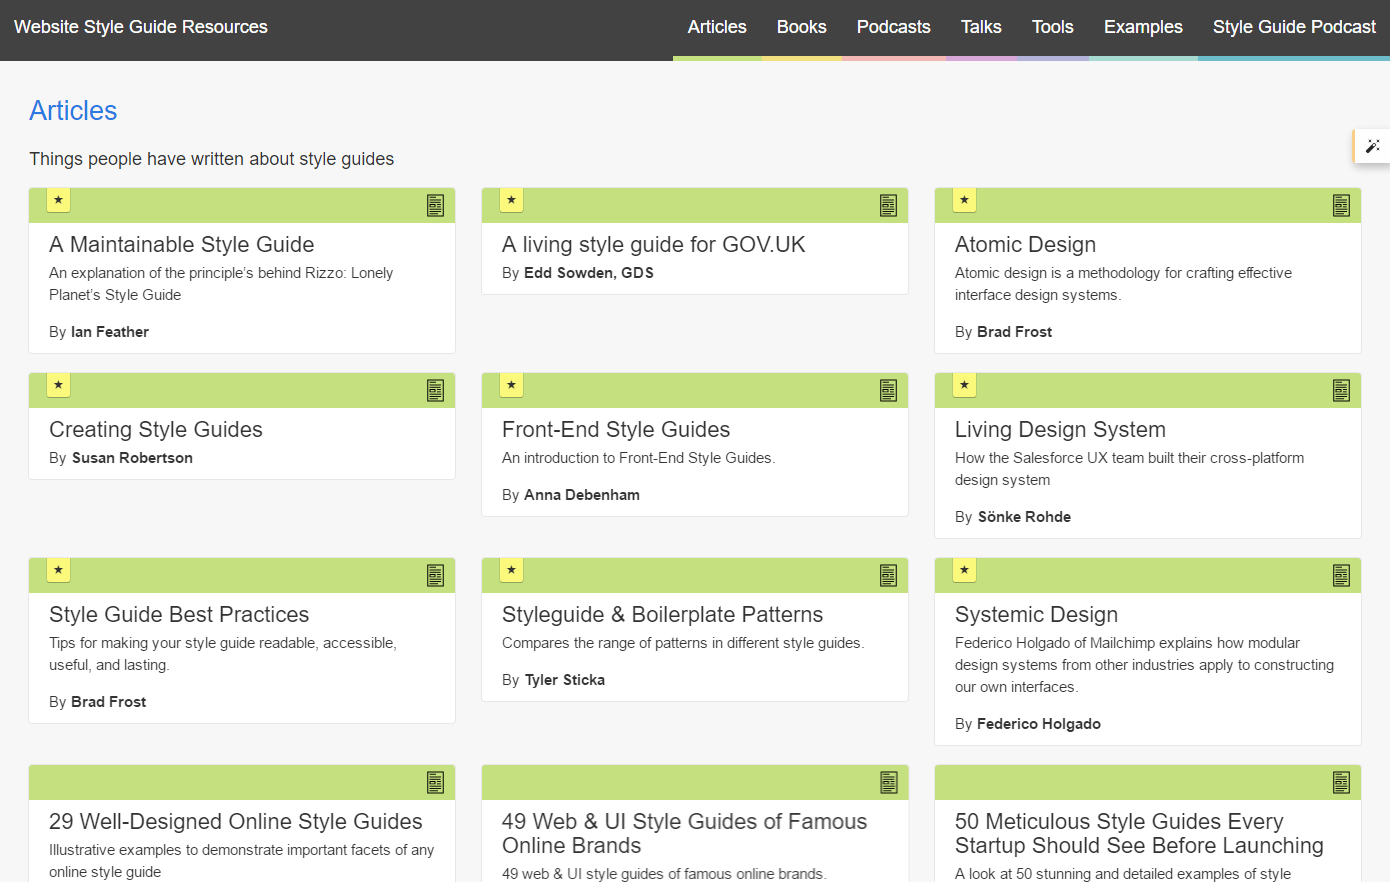 Website Style Guide Resources
Articles Books Podcasts Talks Tools Examples Style Guide Podcast
Articles
Things people have written about style guides
A Maintainable Style Guide
An explanation of the principle’s behind Rizzo: Lonely
Planet’s Style Guide
By Ian Feather
A living style guide for GOV.UK
By Edd Sowden, GDS
Atomic Design
Atomic design is a methodology for crafting effective
interface design systems.
By Brad Frost
Creating Style Guides
By Susan Robertson
Front-End Style Guides
An introduction to Front-End Style Guides.
By Anna Debenham
Living Design System
How the Salesforce UX team built their cross-platform
design system
By Sönke Rohde
Style Guide Best Practices
Tips for making your style guide readable, accessible,
useful, and lasting.
By Brad Frost
Styleguide & Boilerplate Patterns
Compares the range of patterns in different style guides.
By Tyler Sticka
Systemic Design
Federico Holgado of Mailchimp explains how modular
design systems from other industries apply to constructing
our own interfaces.
By Federico Holgado
29 Well-Designed Online Style Guides
Illustrative examples to demonstrate important facets of any
online style guide
49 Web & UI Style Guides of Famous
Online Brands
49 web & UI style guides of famous online brands.
50 Meticulous Style Guides Every
Startup Should See Before Launching
A look at 50 stunning and detailed examples of style